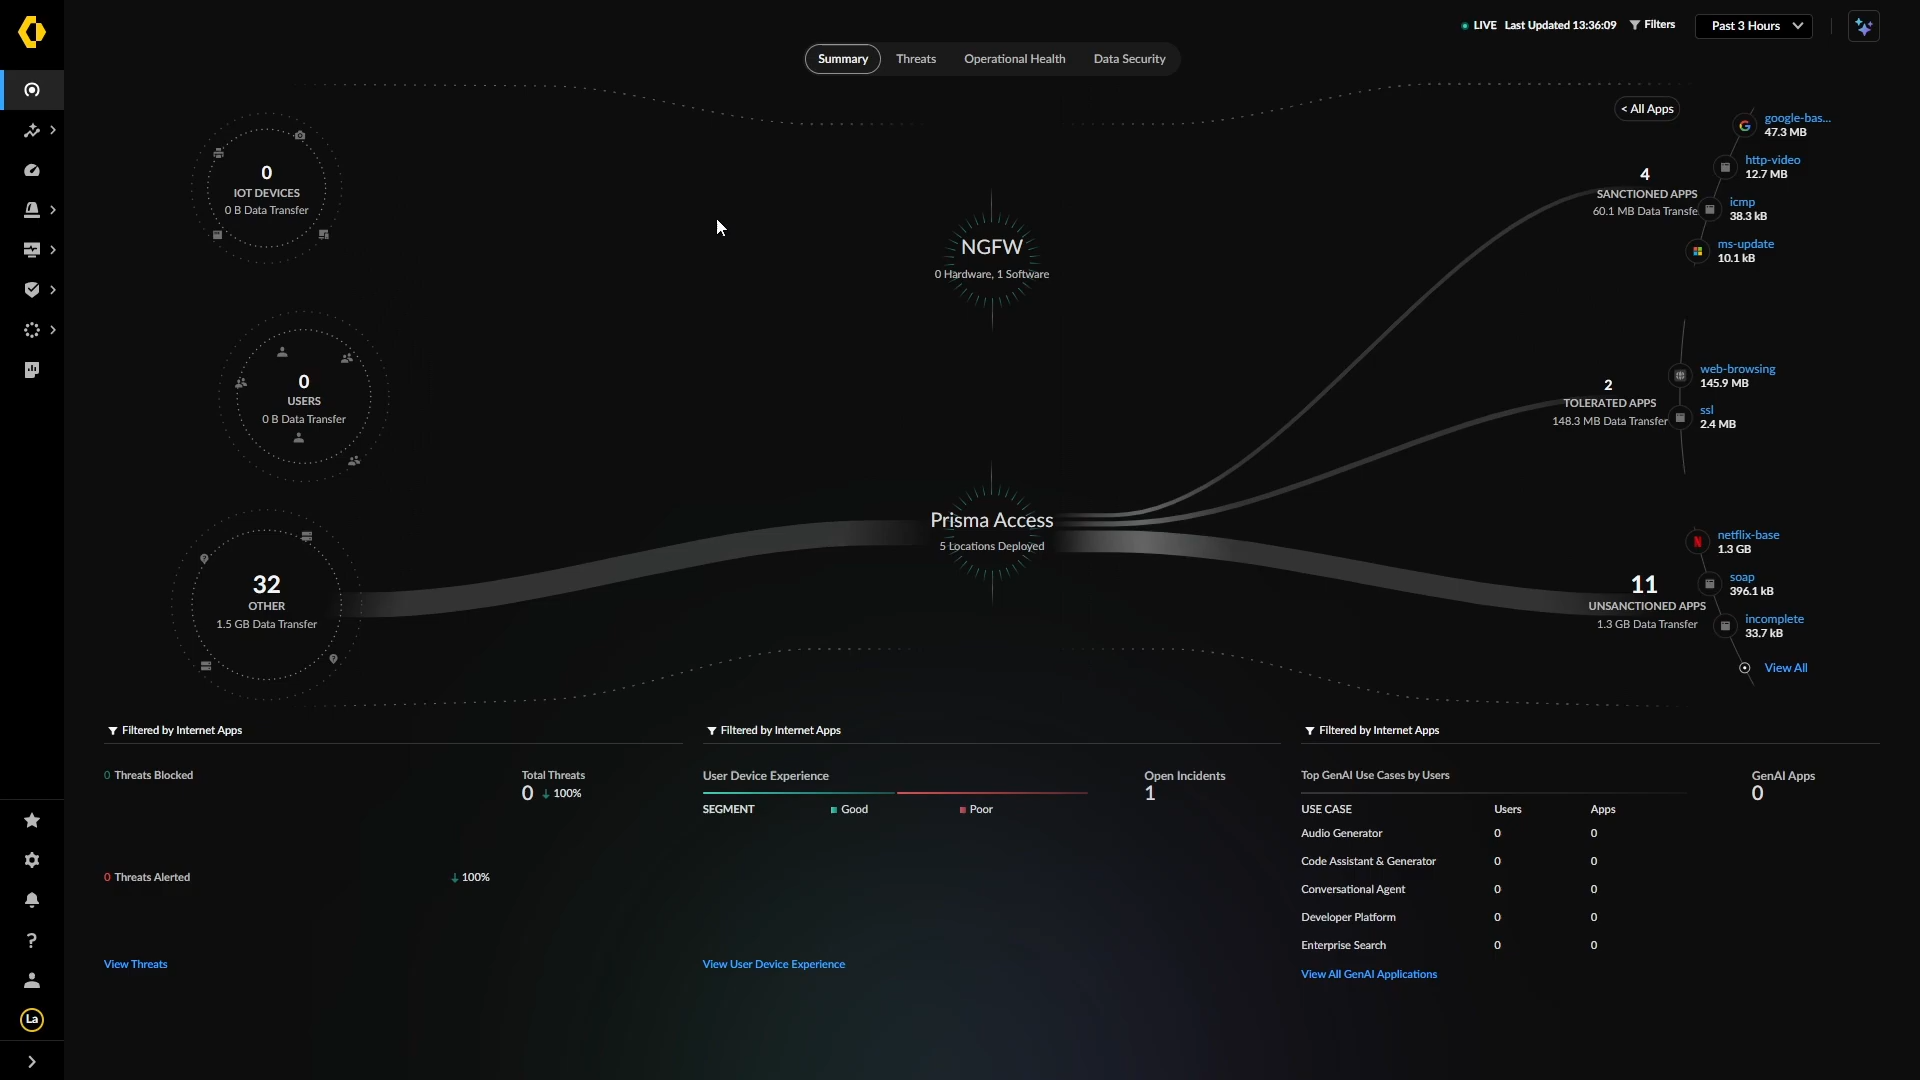 LIVE Last Updated 13:36:09 Filters Past 3 Hours
Summary Threats Operational Health Data Security
< All Apps
0
IOT DEVICES
0 B Data Transfer
0
USERS
0 B Data Transfer
32
OTHER
1.5 GB Data Transfer
NGFW
0 Hardware, 1 Software
Prisma Access
5 Locations Deployed
4
SANCTIONED APPS
60.1 MB Data Transfe
google-bas...
47.3 MB
http-video
12.7 MB
icmp
38.3 kB
ms-update
10.1 kB
2
TOLERATED APPS
148.3 MB Data Transfer
web-browsing
145.9 MB
ssl
2.4 MB
11
UNSANCTIONED APPS
1.3 GB Data Transfer
netflix-base
1.3 GB
soap
396.1 kB
incomplete
33.7 kB
View All
Filtered by Internet Apps
0 Threats Blocked
Total Threats
0 ↓ 100%
0 Threats Alerted ↓ 100%
View Threats
Filtered by Internet Apps
User Device Experience
SEGMENT Good Poor
Open Incidents
1
View User Device Experience
Filtered by Internet Apps
Top GenAI Use Cases by Users
GenAI Apps
0
USE CASE Users Apps
Audio Generator 0 0
Code Assistant & Generator 0 0
Conversational Agent 0 0
Developer Platform 0 0
Enterprise Search 0 0
View All GenAI Applications
La